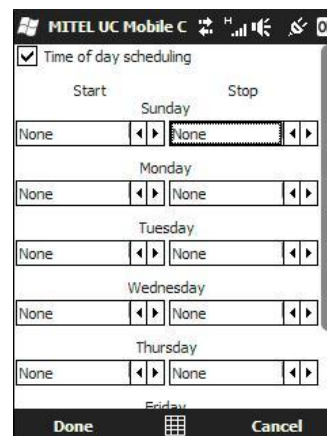 MITEL UC Mobile C H
Time of day scheduling
Start Stop
Sunday
None None
Monday
None None
Tuesday
None None
Wednesday
None None
Thursday
None None
Friday
Done Cancel